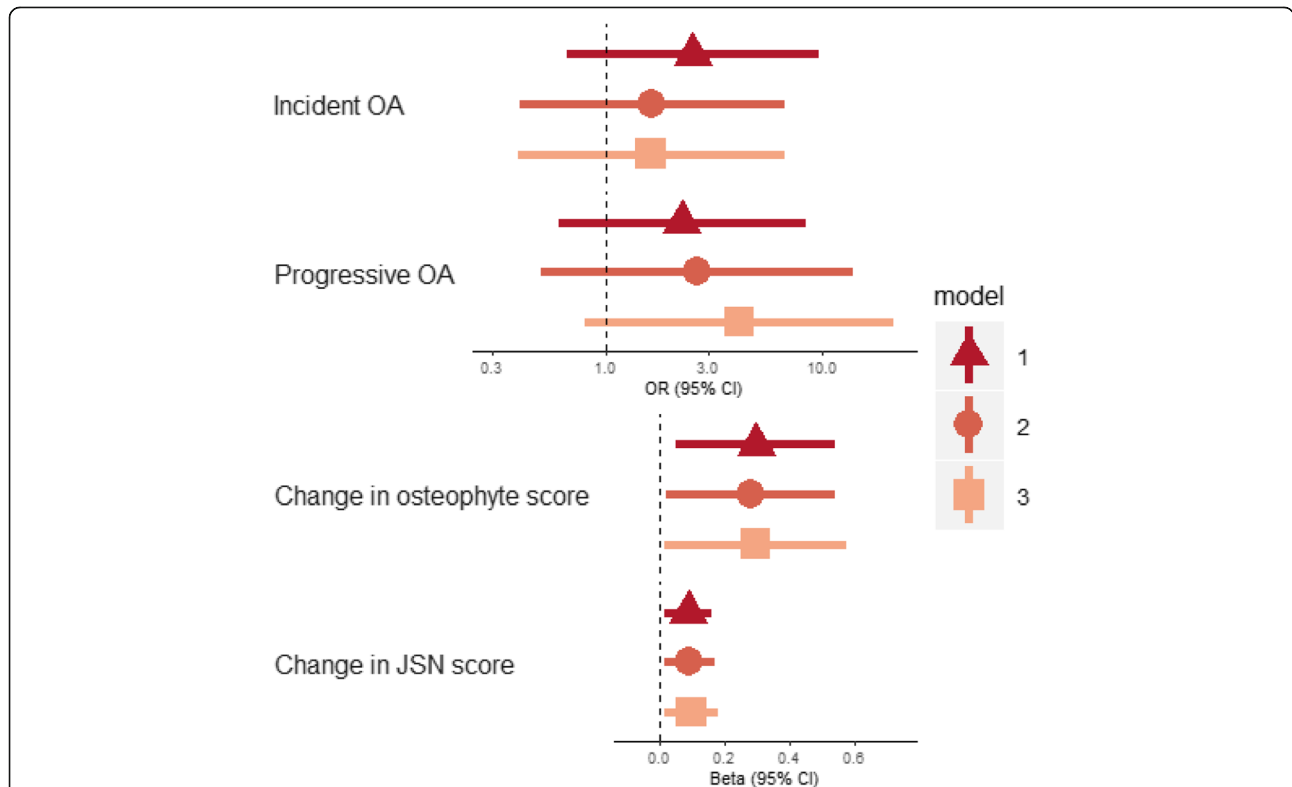 Incident OA
Progressive OA
0.3 1.0 3.0 10.0
OR (95% CI)
model
1
2
3
Change in osteophyte score
Change in JSN score
0.0 0.2 0.4 0.6
Beta (95% CI)